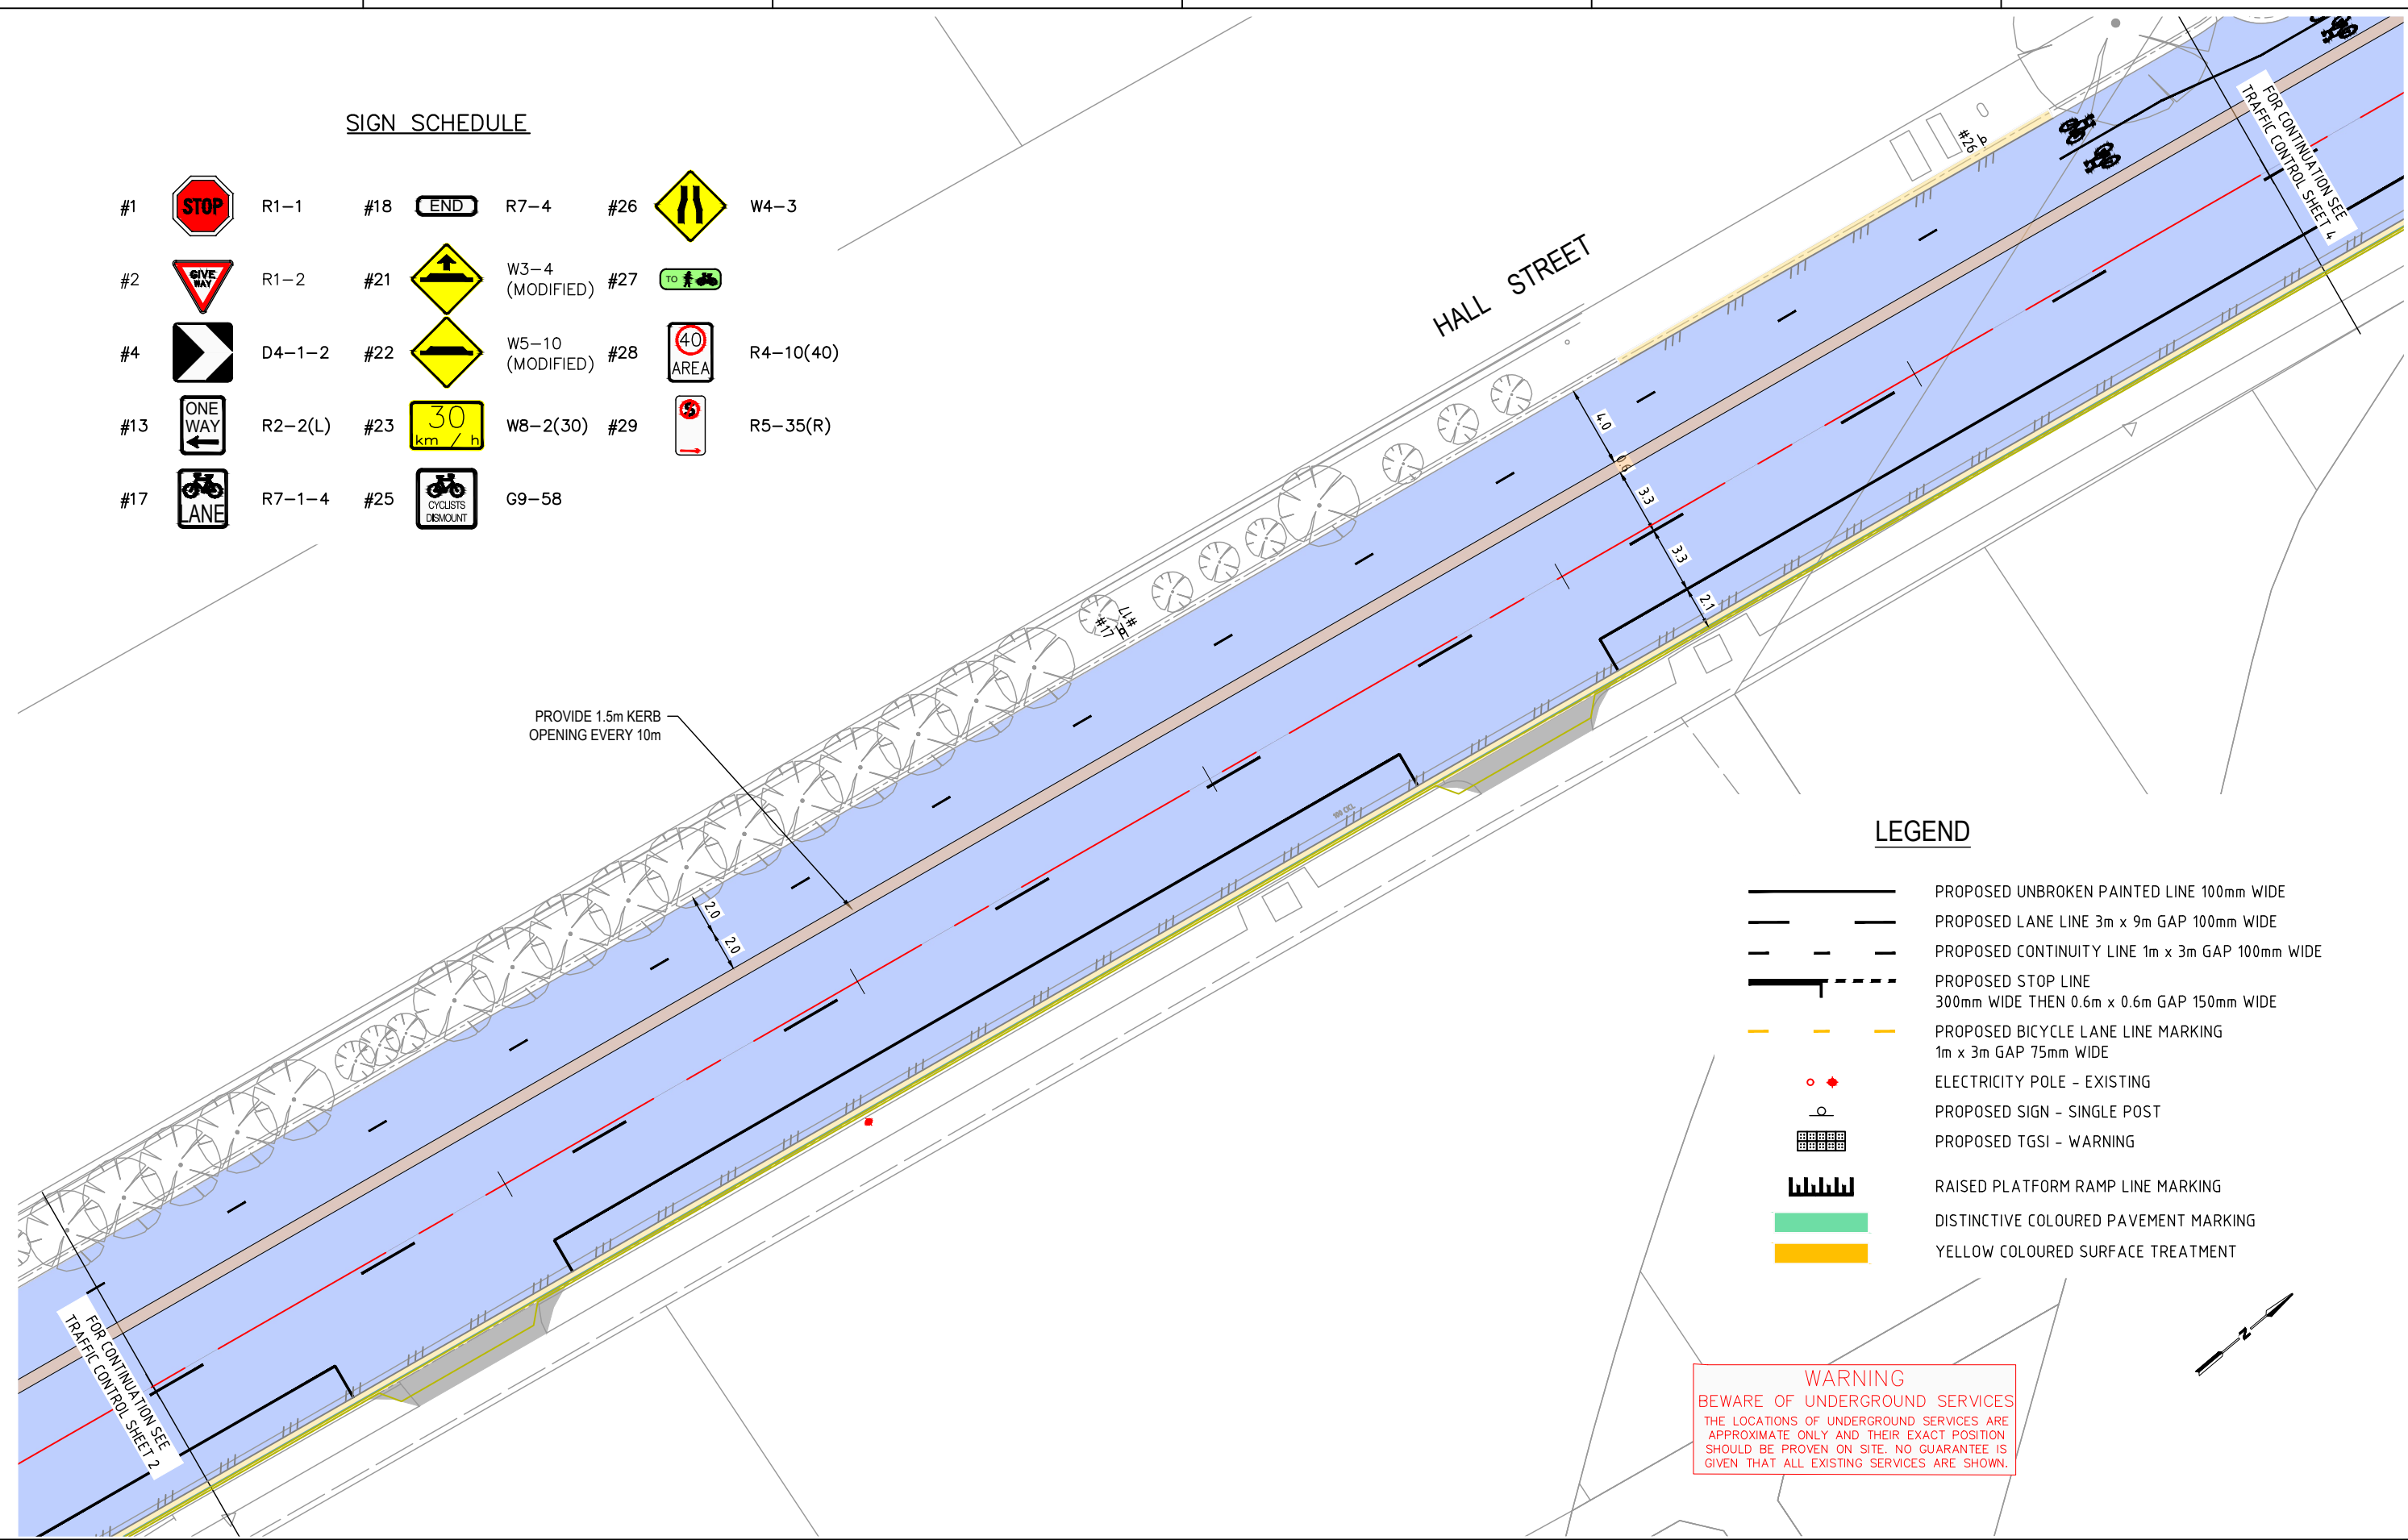 SIGN SCHEDULE
#1 STOP R1-1
#18 END R7-4
#26 W4-3
#2 GIVE WAY R1-2
#21 W3-4
(MODIFIED)
#27 TO
#4 D4-1-2
#22 W5-10
(MODIFIED)
#28 40 AREA R4-10(40)
#13 ONE WAY R2-2(L)
#23 30 km / h W8-2(30)
#29 S R5-35(R)
#17 LANE R7-1-4
#25 CYCLISTS DISMOUNT G9-58
HALL STREET
#26
FOR CONTINUATION SEE
TRAFFIC CONTROL SHEET 4
4.0
0.6
3.3
3.3
2.1
#17
#17
PROVIDE 1.5m KERB
OPENING EVERY 10m
2.0
2.0
FOR CONTINUATION SEE
TRAFFIC CONTROL SHEET 2
LEGEND
PROPOSED UNBROKEN PAINTED LINE 100mm WIDE
PROPOSED LANE LINE 3m x 9m GAP 100mm WIDE
PROPOSED CONTINUITY LINE 1m x 3m GAP 100mm WIDE
PROPOSED STOP LINE
300mm WIDE THEN 0.6m x 0.6m GAP 150mm WIDE
PROPOSED BICYCLE LANE LINE MARKING
1m x 3m GAP 75mm WIDE
ELECTRICITY POLE - EXISTING
PROPOSED SIGN - SINGLE POST
PROPOSED TGSI - WARNING
RAISED PLATFORM RAMP LINE MARKING
DISTINCTIVE COLOURED PAVEMENT MARKING
YELLOW COLOURED SURFACE TREATMENT
N
WARNING
BEWARE OF UNDERGROUND SERVICES
THE LOCATIONS OF UNDERGROUND SERVICES ARE
APPROXIMATE ONLY AND THEIR EXACT POSITION
SHOULD BE PROVEN ON SITE. NO GUARANTEE IS
GIVEN THAT ALL EXISTING SERVICES ARE SHOWN.